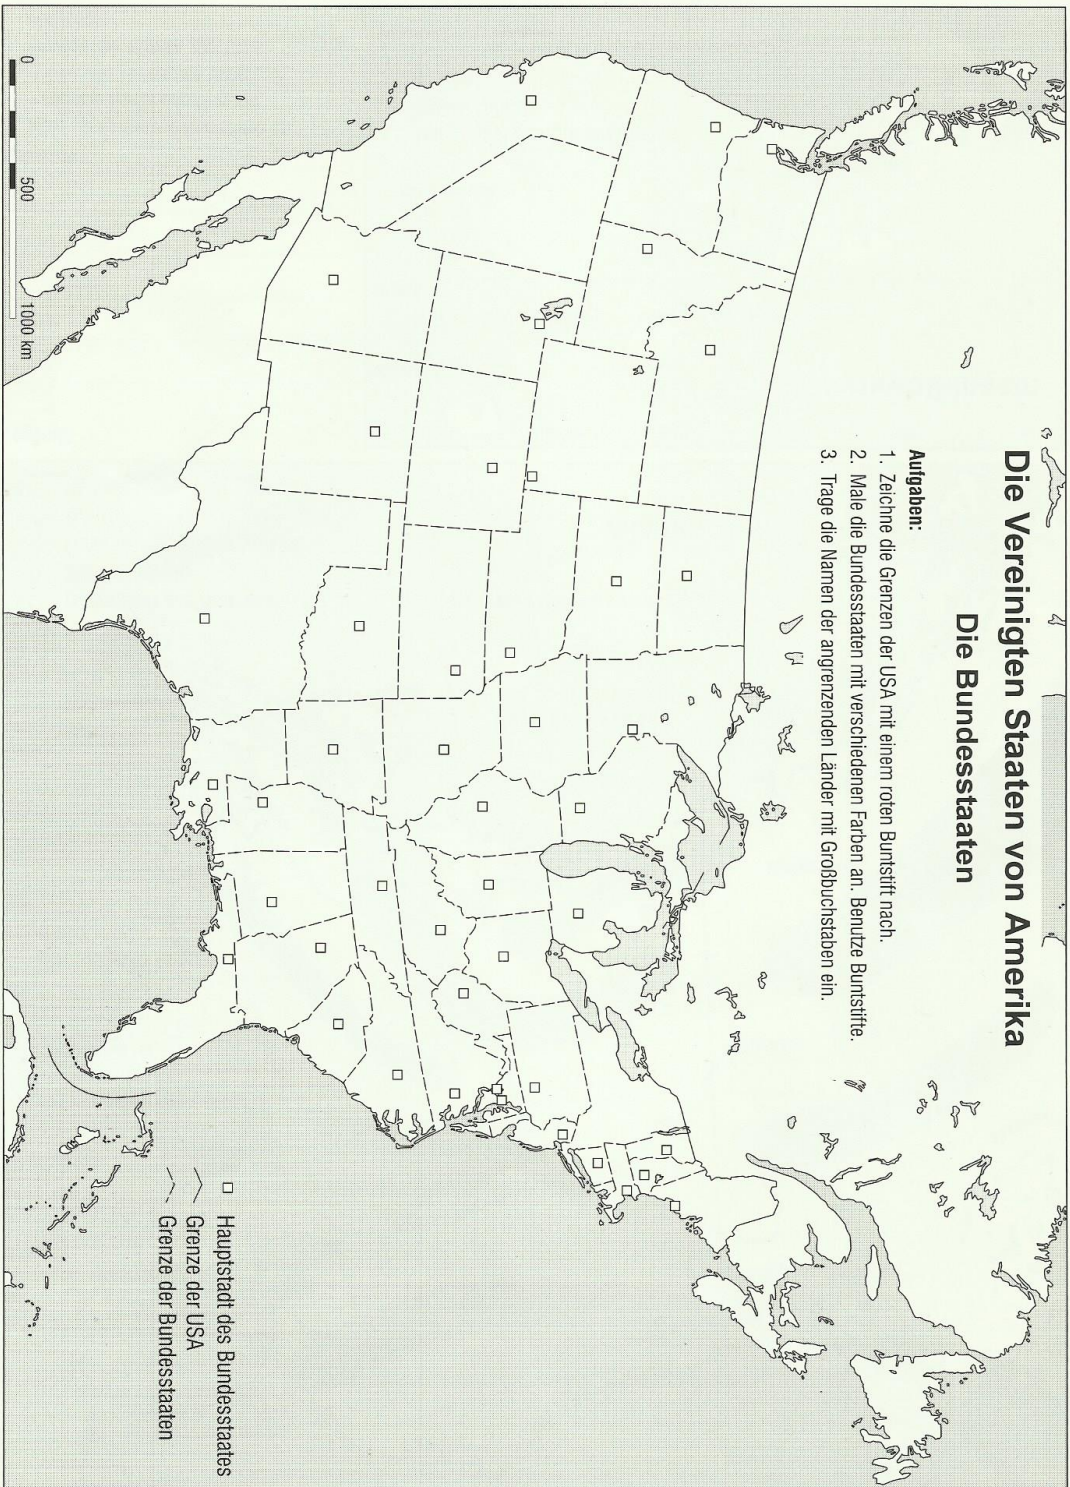 Die Vereinigten Staaten von Amerika
Die Bundesstaaten
Aufgaben:
1. Zeichne die Grenzen der USA mit einem roten Buntstift nach.
2. Male die Bundesstaaten mit verschiedenen Farben an. Benutze Buntstifte.
3. Trage die Namen der angrenzenden Länder mit Großbuchstaben ein.
Hauptstadt des Bundesstaates
Grenze der USA
Grenze der Bundesstaaten
0 500 1000 km